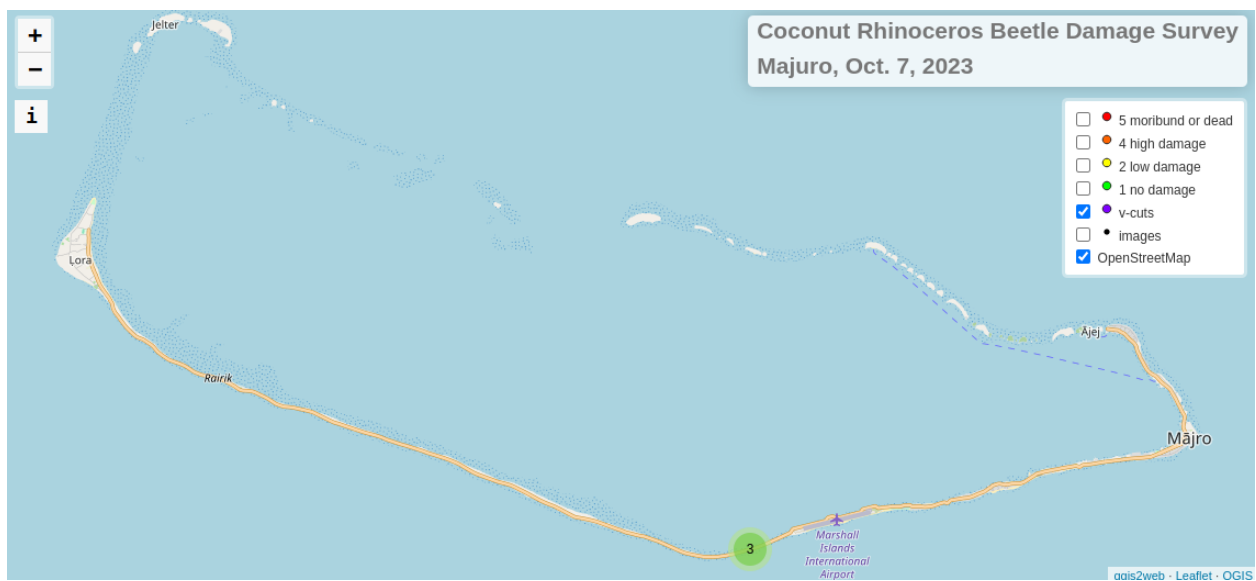 +
−
i
Coconut Rhinoceros Beetle Damage Survey
Majuro, Oct. 7, 2023
5 moribund or dead
4 high damage
2 low damage
1 no damage
v-cuts
images
OpenStreetMap
Jelter
Ļora
Rairik
Ājej
Mājro
3
Marshall
Islands
International
Airport
qgis2web · Leaflet · QGIS